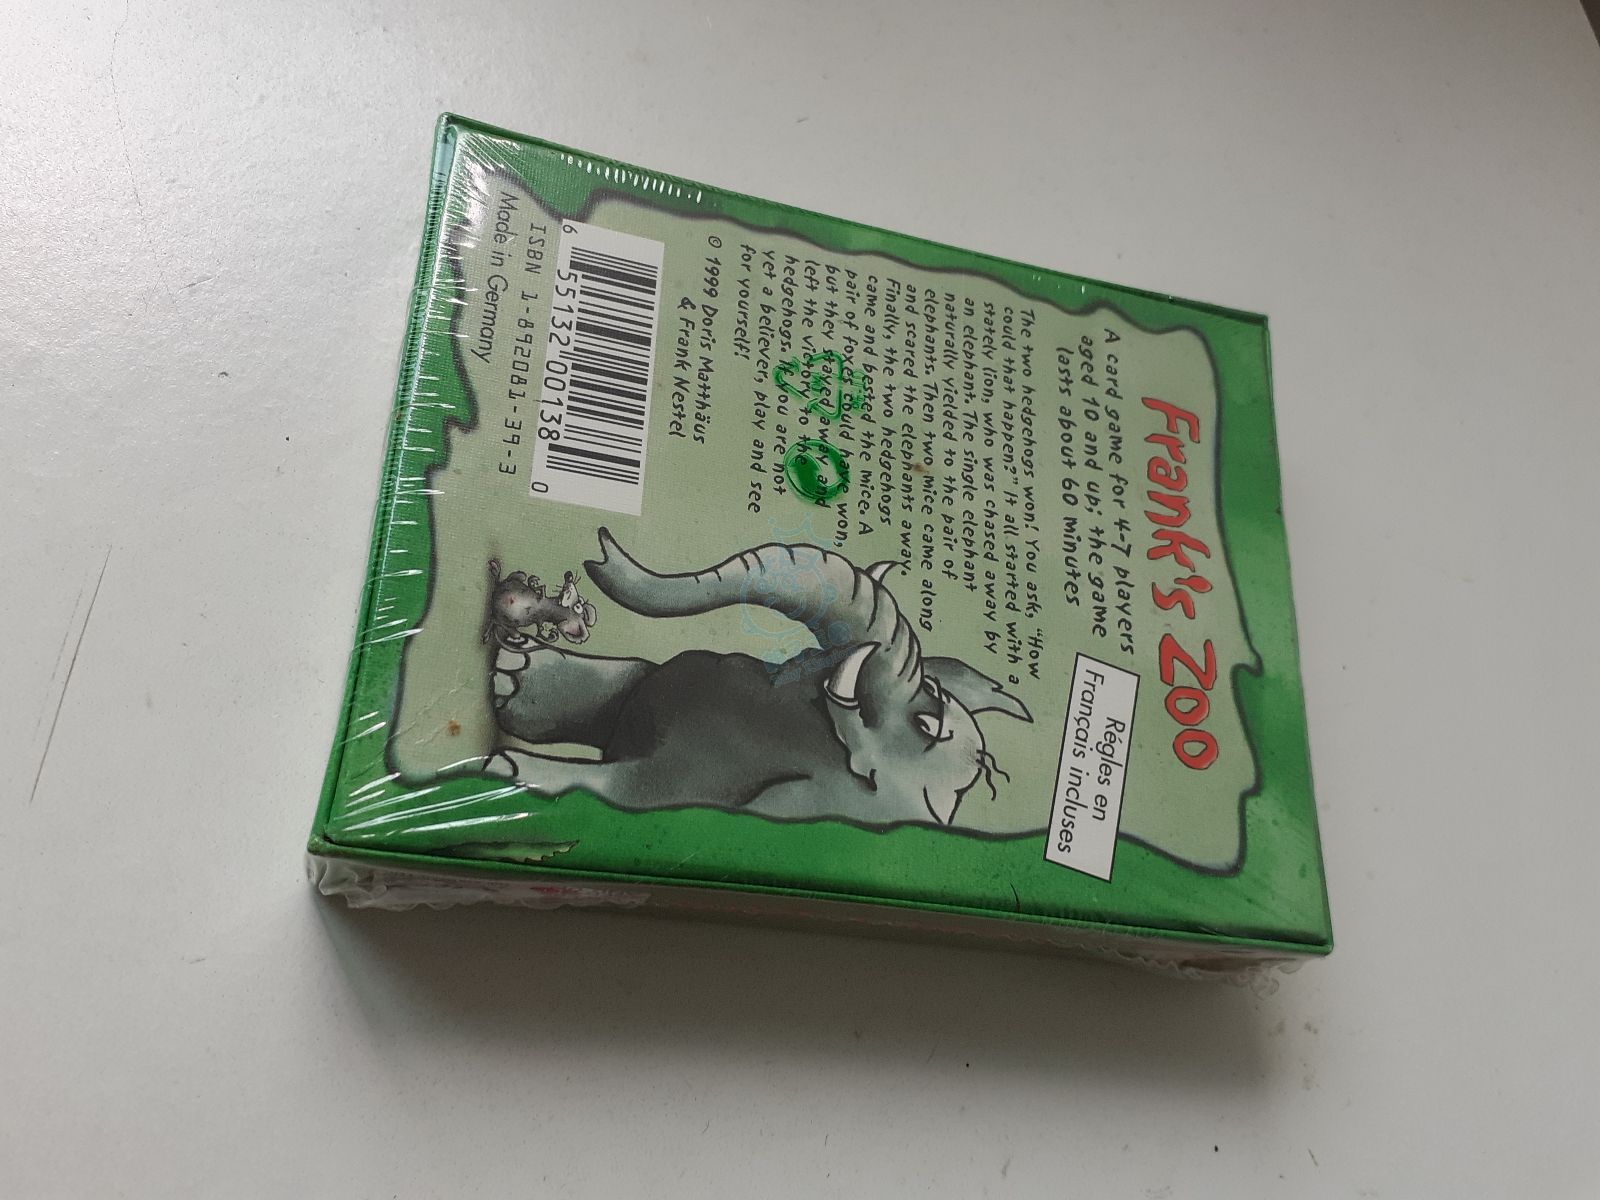 Frank's Zoo
A card game for 4-7 players
aged 10 and up; the game
lasts about 60 minutes
Régles en
Français incluses
The two hedgehogs won! You ask, "How
could that happen?" It all started with a
stately lion, who was chased away by
an elephant. The single elephant
naturally yielded to the pair of
elephants. Then two mice came along
and scared the elephants away.
Finally, the two hedgehogs
came and bested the mice. A
pair of foxes could have won,
but they stayed away and
left the victory to the
hedgehogs. If you are not
yet a believer, play and see
for yourself!
© 1999 Doris Matthäus
& Frank Nestel
6 55132 00138 0
ISBN 1-892081-39-3
Made in Germany